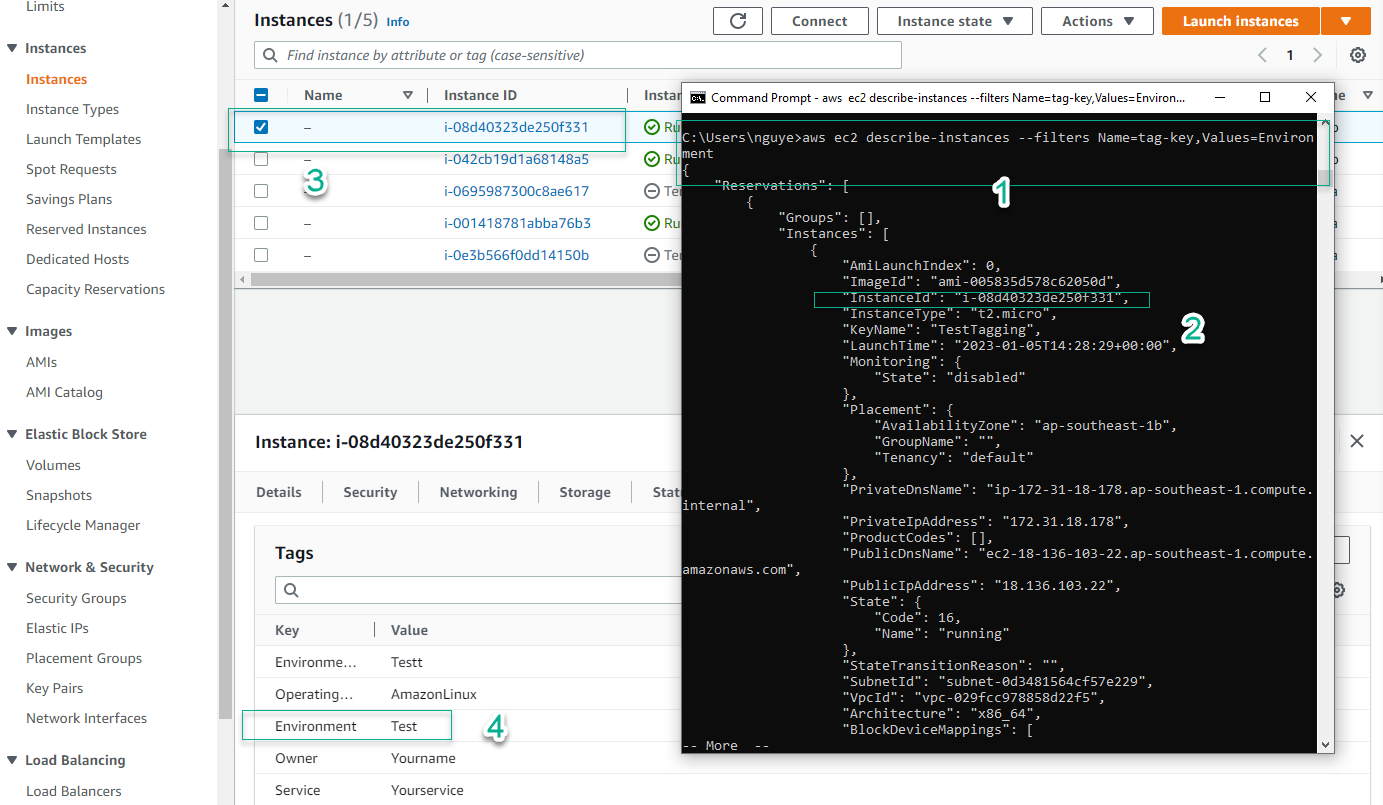 Limits
Instances
Instances
Instance Types
Launch Templates
Spot Requests
Savings Plans
Reserved Instances
Dedicated Hosts
Capacity Reservations
Images
AMIs
AMI Catalog
Elastic Block Store
Volumes
Snapshots
Lifecycle Manager
Network & Security
Security Groups
Elastic IPs
Placement Groups
Key Pairs
Network Interfaces
Load Balancing
Load Balancers
Instances (1/5) Info
Connect
Instance state
Actions
Launch instances
Find instance by attribute or tag (case-sensitive)
1
Name Instance ID
– i-08d40323de250f331
– i-042cb19d1a68148a5
– i-0695987300c8ae617
– i-001418781abba76b3
– i-0e3b566f0dd14150b
3
Instance: i-08d40323de250f331
Details Security Networking Storage
Tags
Key Value
Environme... Testt
Operating... AmazonLinux
Environment Test
4
Owner Yourname
Service Yourservice
Command Prompt - aws ec2 describe-instances --filters Name=tag-key,Values=Environ...
C:\Users\nguye>aws ec2 describe-instances --filters Name=tag-key,Values=Environ
ment
{
"Reservations": [
1
{
"Groups": [],
"Instances": [
{
"AmiLaunchIndex": 0,
"ImageId": "ami-005835d578c62050d",
"InstanceId": "i-08d40323de250f331",
"InstanceType": "t2.micro",
2
"KeyName": "TestTagging",
"LaunchTime": "2023-01-05T14:28:29+00:00",
"Monitoring": {
"State": "disabled"
},
"Placement": {
"AvailabilityZone": "ap-southeast-1b",
"GroupName": "",
"Tenancy": "default"
},
"PrivateDnsName": "ip-172-31-18-178.ap-southeast-1.compute.
internal",
"PrivateIpAddress": "172.31.18.178",
"ProductCodes": [],
"PublicDnsName": "ec2-18-136-103-22.ap-southeast-1.compute.
amazonaws.com",
"PublicIpAddress": "18.136.103.22",
"State": {
"Code": 16,
"Name": "running"
},
"StateTransitionReason": "",
"SubnetId": "subnet-0d3481564cf57e229",
"VpcId": "vpc-029fcc978858d22f5",
"Architecture": "x86_64",
"BlockDeviceMappings": [
-- More --